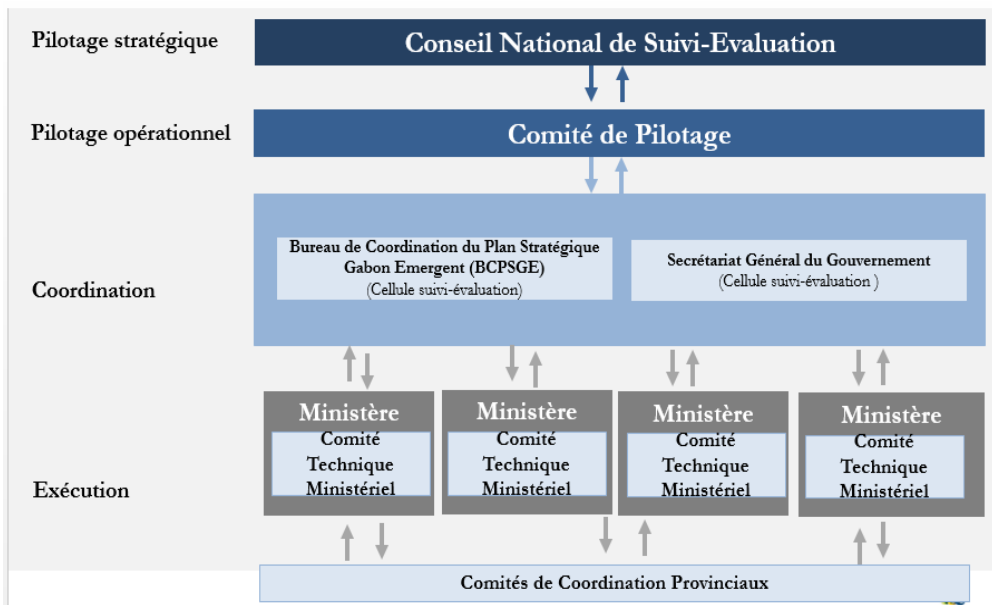 Pilotage stratégique
Conseil National de Suivi-Evaluation
Pilotage opérationnel
Comité de Pilotage
Coordination
Bureau de Coordination du Plan Stratégique
Gabon Emergent (BCPSGE)
(Cellule suivi-évaluation)
Secrétariat Général du Gouvernement
(Cellule suivi-évaluation )
Exécution
Ministère
Comité
Technique
Ministériel
Ministère
Comité
Technique
Ministériel
Ministère
Comité
Technique
Ministériel
Ministère
Comité
Technique
Ministériel
Comités de Coordination Provinciaux